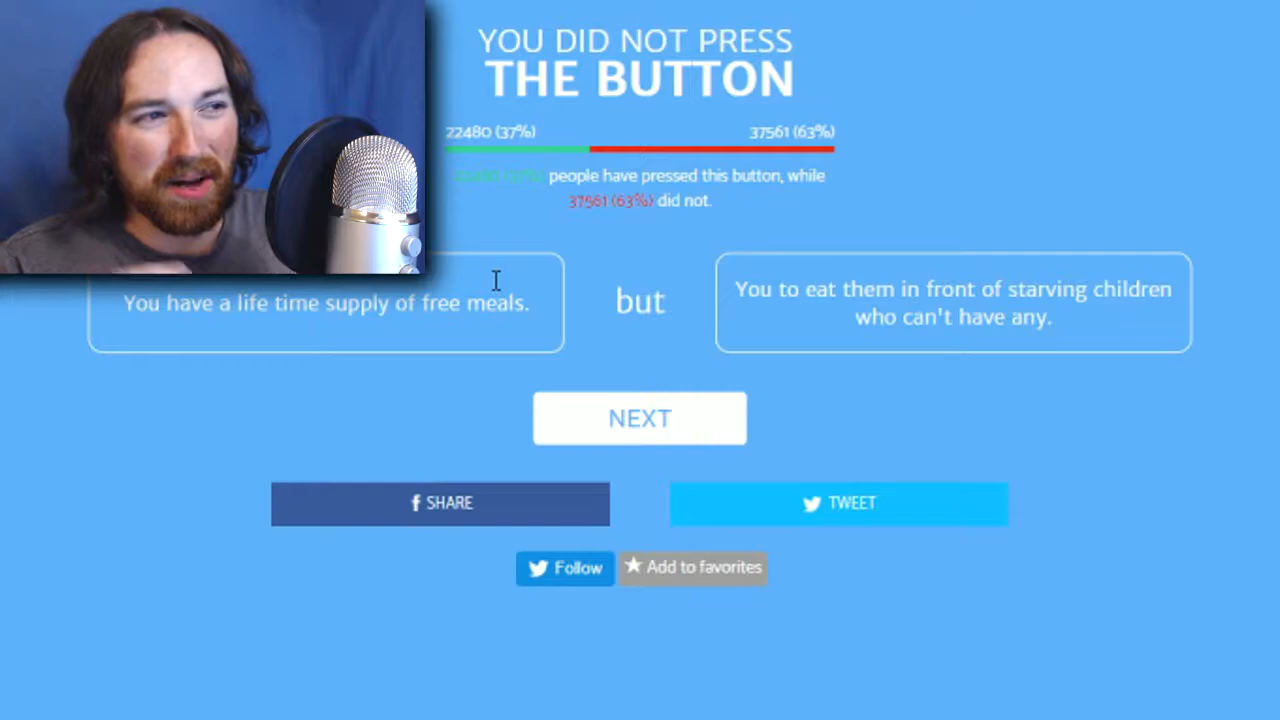 YOU DID NOT PRESS
THE BUTTON
22480 (37%)
37561 (63%)
22480 (37%) people have pressed this button, while
37561 (63%) did not.
You have a life time supply of free meals.
but
You to eat them in front of starving children
who can't have any.
NEXT
f SHARE
TWEET
Follow
Add to favorites